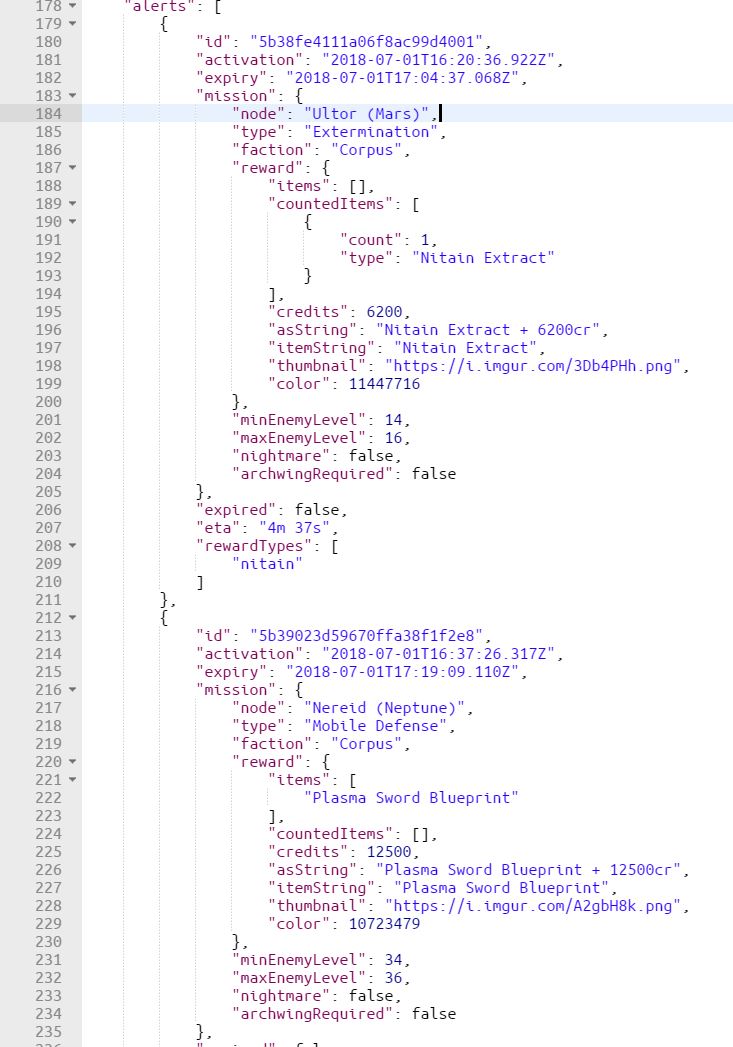 178 "alerts": [
179 {
180 "id": "5b38fe4111a06f8ac99d4001",
181 "activation": "2018-07-01T16:20:36.922Z",
182 "expiry": "2018-07-01T17:04:37.068Z",
183 "mission": {
184 "node": "Ultor (Mars)",
185 "type": "Extermination",
186 "faction": "Corpus",
187 "reward": {
188 "items": [],
189 "countedItems": [
190 {
191 "count": 1,
192 "type": "Nitain Extract"
193 }
194 ],
195 "credits": 6200,
196 "asString": "Nitain Extract + 6200cr",
197 "itemString": "Nitain Extract",
198 "thumbnail": "https://i.imgur.com/3Db4PHh.png",
199 "color": 11447716
200 },
201 "minEnemyLevel": 14,
202 "maxEnemyLevel": 16,
203 "nightmare": false,
204 "archwingRequired": false
205 },
206 "expired": false,
207 "eta": "4m 37s",
208 "rewardTypes": [
209 "nitain"
210 ]
211 },
212 {
213 "id": "5b39023d59670ffa38f1f2e8",
214 "activation": "2018-07-01T16:37:26.317Z",
215 "expiry": "2018-07-01T17:19:09.110Z",
216 "mission": {
217 "node": "Nereid (Neptune)",
218 "type": "Mobile Defense",
219 "faction": "Corpus",
220 "reward": {
221 "items": [
222 "Plasma Sword Blueprint"
223 ],
224 "countedItems": [],
225 "credits": 12500,
226 "asString": "Plasma Sword Blueprint + 12500cr",
227 "itemString": "Plasma Sword Blueprint",
228 "thumbnail": "https://i.imgur.com/A2gbH8k.png",
229 "color": 10723479
230 },
231 "minEnemyLevel": 34,
232 "maxEnemyLevel": 36,
233 "nightmare": false,
234 "archwingRequired": false
235 },